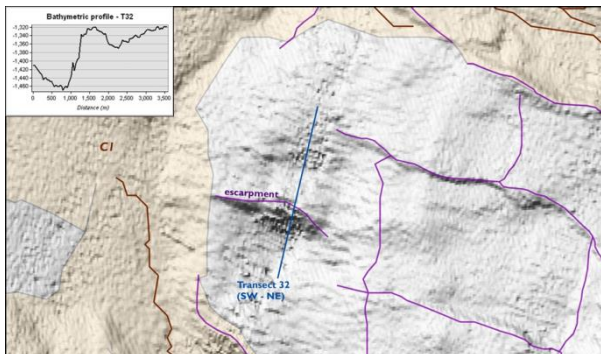 Bathymetric profile - T32
-1,320
-1,340
-1,360
-1,380
-1,400
-1,420
-1,440
-1,460
0
500
1,000
1,500
2,000
2,500
3,000
3,500
Distance (m)
C1
escarpment
Transect 32
(SW - NE)